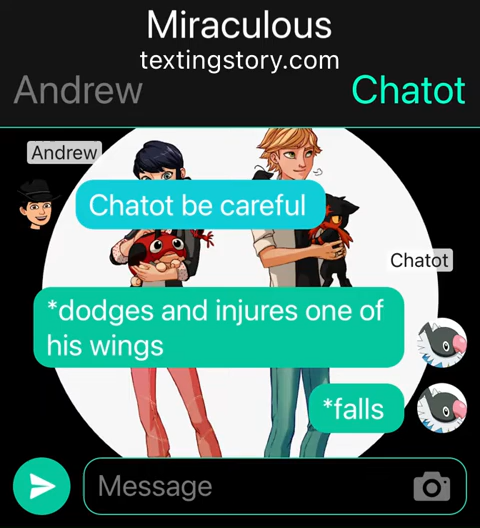 Miraculous
textingstory.com
Andrew
Chatot
Andrew
Chatot be careful
Chatot
*dodges and injures one of
his wings
*falls
Message